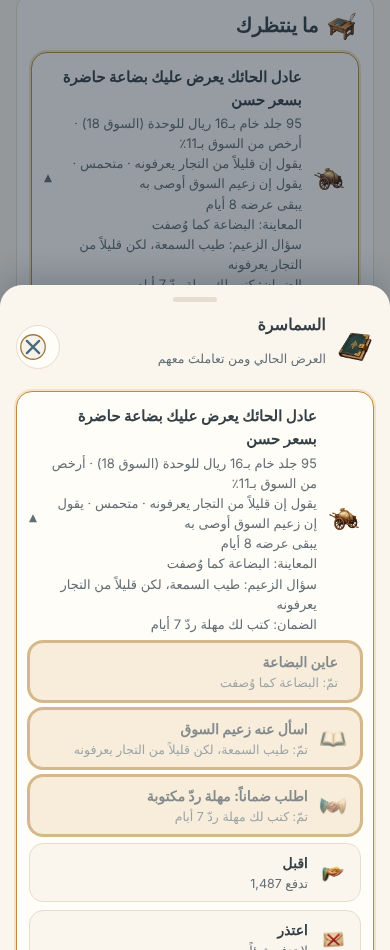 ما ينتظرك
عادل الحائك يعرض عليك بضاعة حاضرة
بسعر حسن
95 جلد خام بـ16 ريال للوحدة (السوق 18) ·
أرخص من السوق بـ11٪
يقول إن قليلاً من التجار يعرفونه · متحمس ·
يقول إن زعيم السوق أوصى به
يبقى عرضه 8 أيام
المعاينة: البضاعة كما وُصفت
سؤال الزعيم: طيب السمعة، لكن قليلاً من
التجار يعرفونه
الضمان: كتب لك مهلة ردّ 7 أيام
▲
السماسرة
العرض الحالي ومن تعاملتَ معهم
عادل الحائك يعرض عليك بضاعة حاضرة
بسعر حسن
95 جلد خام بـ16 ريال للوحدة (السوق 18) · أرخص
من السوق بـ11٪
يقول إن قليلاً من التجار يعرفونه · متحمس · يقول
إن زعيم السوق أوصى به
يبقى عرضه 8 أيام
المعاينة: البضاعة كما وُصفت
سؤال الزعيم: طيب السمعة، لكن قليلاً من التجار
يعرفونه
الضمان: كتب لك مهلة ردّ 7 أيام
▲
عاين البضاعة
تمّ: البضاعة كما وُصفت
اسأل عنه زعيم السوق
تمّ: طيب السمعة، لكن قليلاً من التجار يعرفونه
اطلب ضماناً: مهلة ردّ مكتوبة
تمّ: كتب لك مهلة ردّ 7 أيام
اقبل
تدفع 1,487
اعتذر